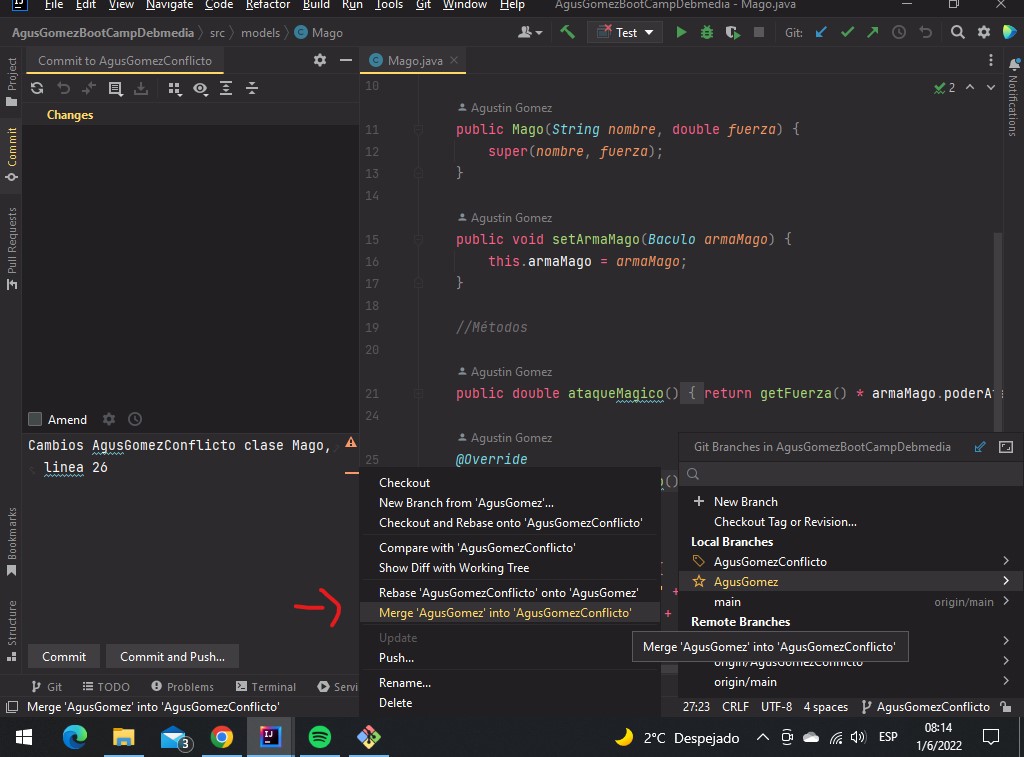 File Edit View Navigate Code Refactor Build Run Tools Git Window Help AgusGomezBootCampDebmedia - Mago.java
AgusGomezBootCampDebmedia src models Mago Test Git:
Commit to AgusGomezConflicto
Mago.java
Project
Commit
Pull Requests
Bookmarks
Structure
Notifications
Changes
2
10
Agustin Gomez
11 public Mago(String nombre, double fuerza) {
12 super(nombre, fuerza);
13 }
14
Agustin Gomez
15 public void setArmaMago(Baculo armaMago) {
16 this.armaMago = armaMago;
17 }
18
19 //Métodos
20
Agustin Gomez
21 public double ataqueMagico() { return getFuerza() * armaMago.poderAt
24
Agustin Gomez
25 @Override
Amend
Cambios AgusGomezConflicto clase Mago,
linea 26
Commit
Commit and Push...
Checkout
New Branch from 'AgusGomez'...
Checkout and Rebase onto 'AgusGomezConflicto'
Compare with 'AgusGomezConflicto'
Show Diff with Working Tree
Rebase 'AgusGomezConflicto' onto 'AgusGomez'
Merge 'AgusGomez' into 'AgusGomezConflicto'
Update
Push...
Rename...
Delete
Git Branches in AgusGomezBootCampDebmedia
New Branch
Checkout Tag or Revision...
Local Branches
AgusGomezConflicto
AgusGomez
main origin/main
Remote Branches
Merge 'AgusGomez' into 'AgusGomezConflicto'
origin/AgusGomezConflicto
origin/main
Git TODO Problems Terminal Servi
Merge 'AgusGomez' into 'AgusGomezConflicto'
27:23 CRLF UTF-8 4 spaces AgusGomezConflicto
3
2°C Despejado
ESP
08:14
1/6/2022